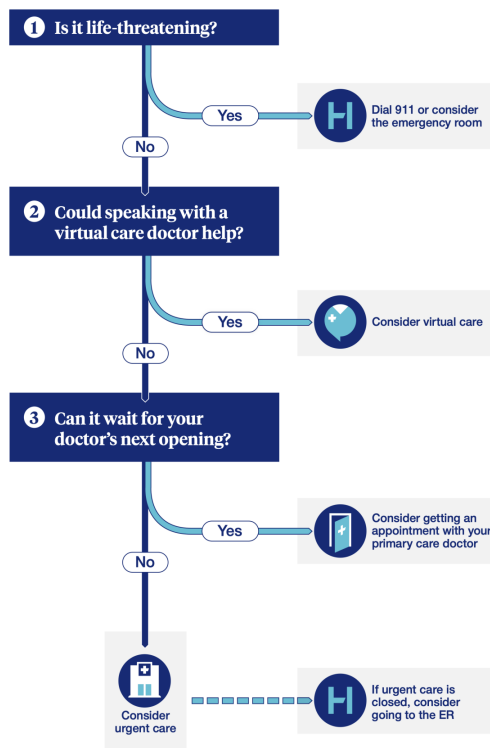 1 Is it life-threatening?
Yes
Dial 911 or consider
the emergency room
No
2 Could speaking with a
virtual care doctor help?
Yes
Consider virtual care
No
3 Can it wait for your
doctor’s next opening?
Yes
Consider getting an
appointment with your
primary care doctor
No
Consider
urgent care
If urgent care is
closed, consider
going to the ER